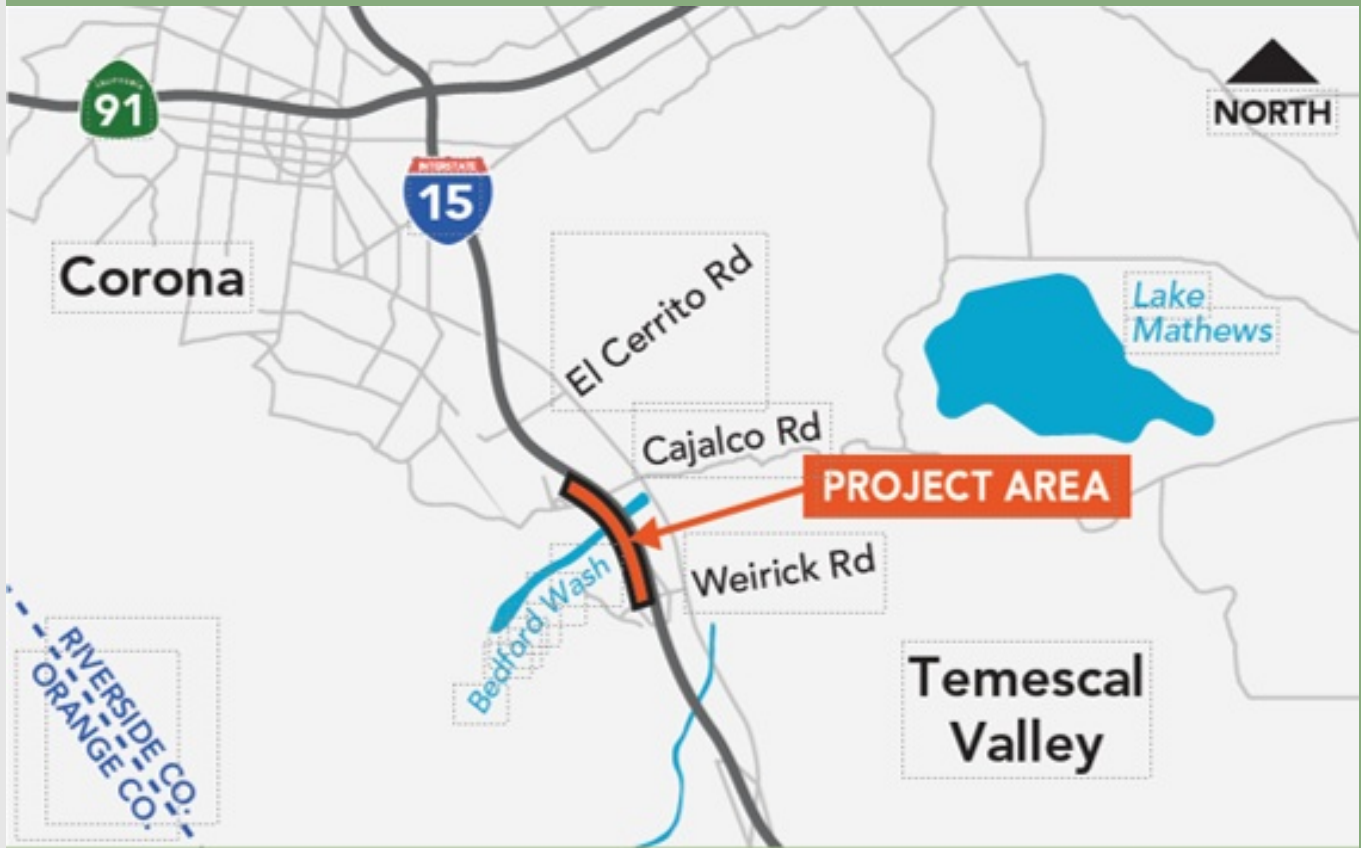 CALIFORNIA
91
NORTH
INTERSTATE
15
Corona
El Cerrito Rd
Lake
Mathews
Cajalco Rd
PROJECT AREA
Weirick Rd
Bedford Wash
RIVERSIDE CO.
ORANGE CO.
Temescal
Valley